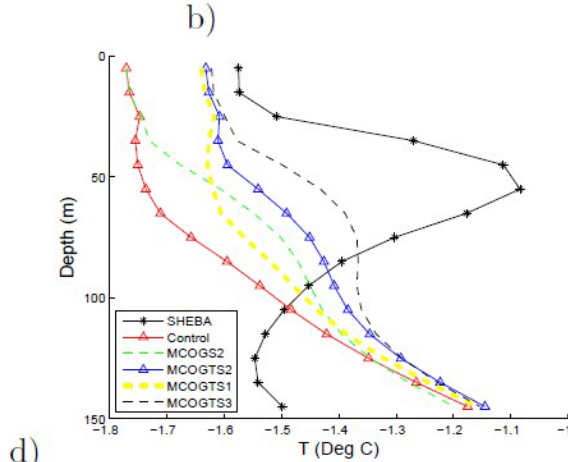 b)
0
50
100
150
Depth (m)
SHEBA
Control
MCOGS2
MCOGTS2
MCOGTS1
MCOGTS3
−1.8 −1.7 −1.6 −1.5 −1.4 −1.3 −1.2 −1.1 −1
T (Deg C)
d)